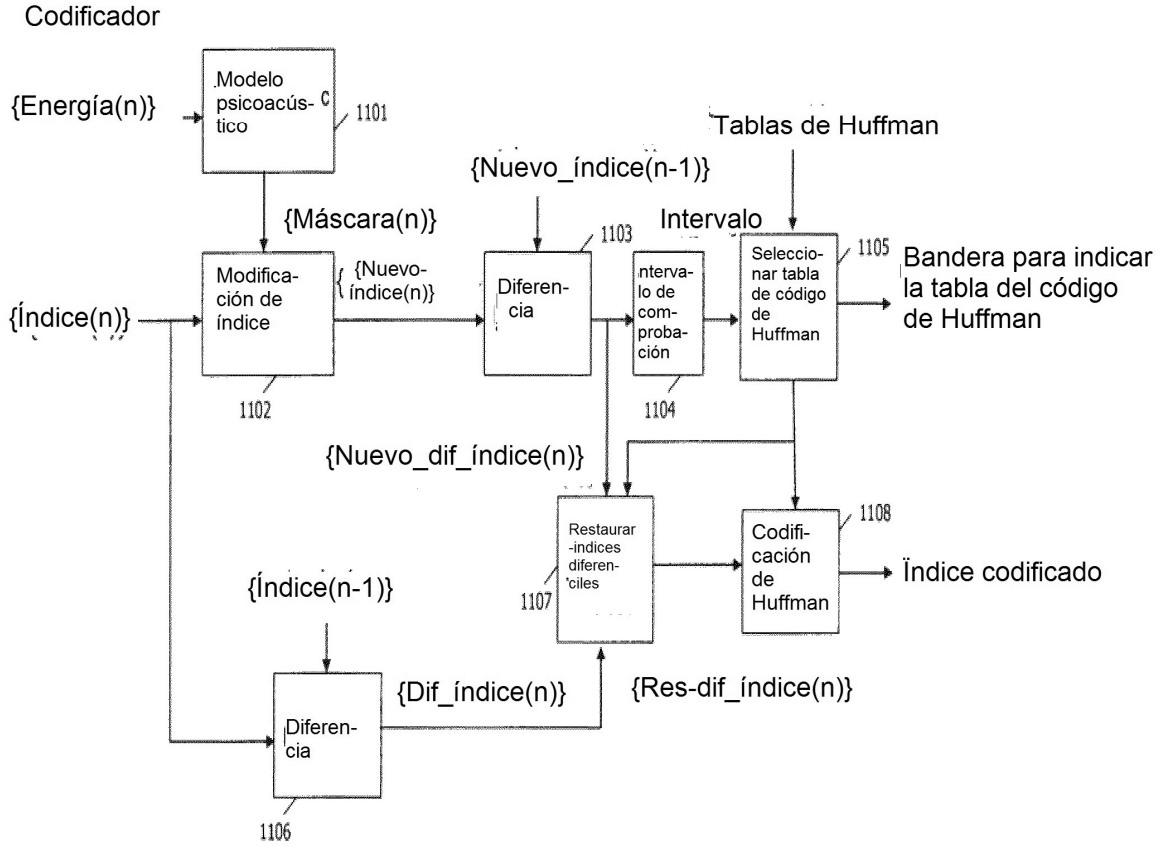 Codificador
{Energía(n)}
Modelo
psicoacús-
tico
C
1101
Tablas de Huffman
{Nuevo_índice(n-1)}
{Máscara(n)}
Intervalo
1103
1105
{Índice(n)}
Modifica-
ción de
índice
{ {Nuevo-
índice(n)}
Diferen-
cia
nterva-
lo de
com-
proba-
ción
Seleccio-
nar tabla
de código
de
Huffman
Bandera para indicar
la tabla del código
de Huffman
1102
1104
{Nuevo_dif_índice(n)}
Restaurar
-indices
diferen-
'ciles
1107
1108
Codifi-
cación
de
Huffman
Ïndice codificado
{Índice(n-1)}
{Dif_índice(n)}
{Res-dif_índice(n)}
Diferen-
cia
1106